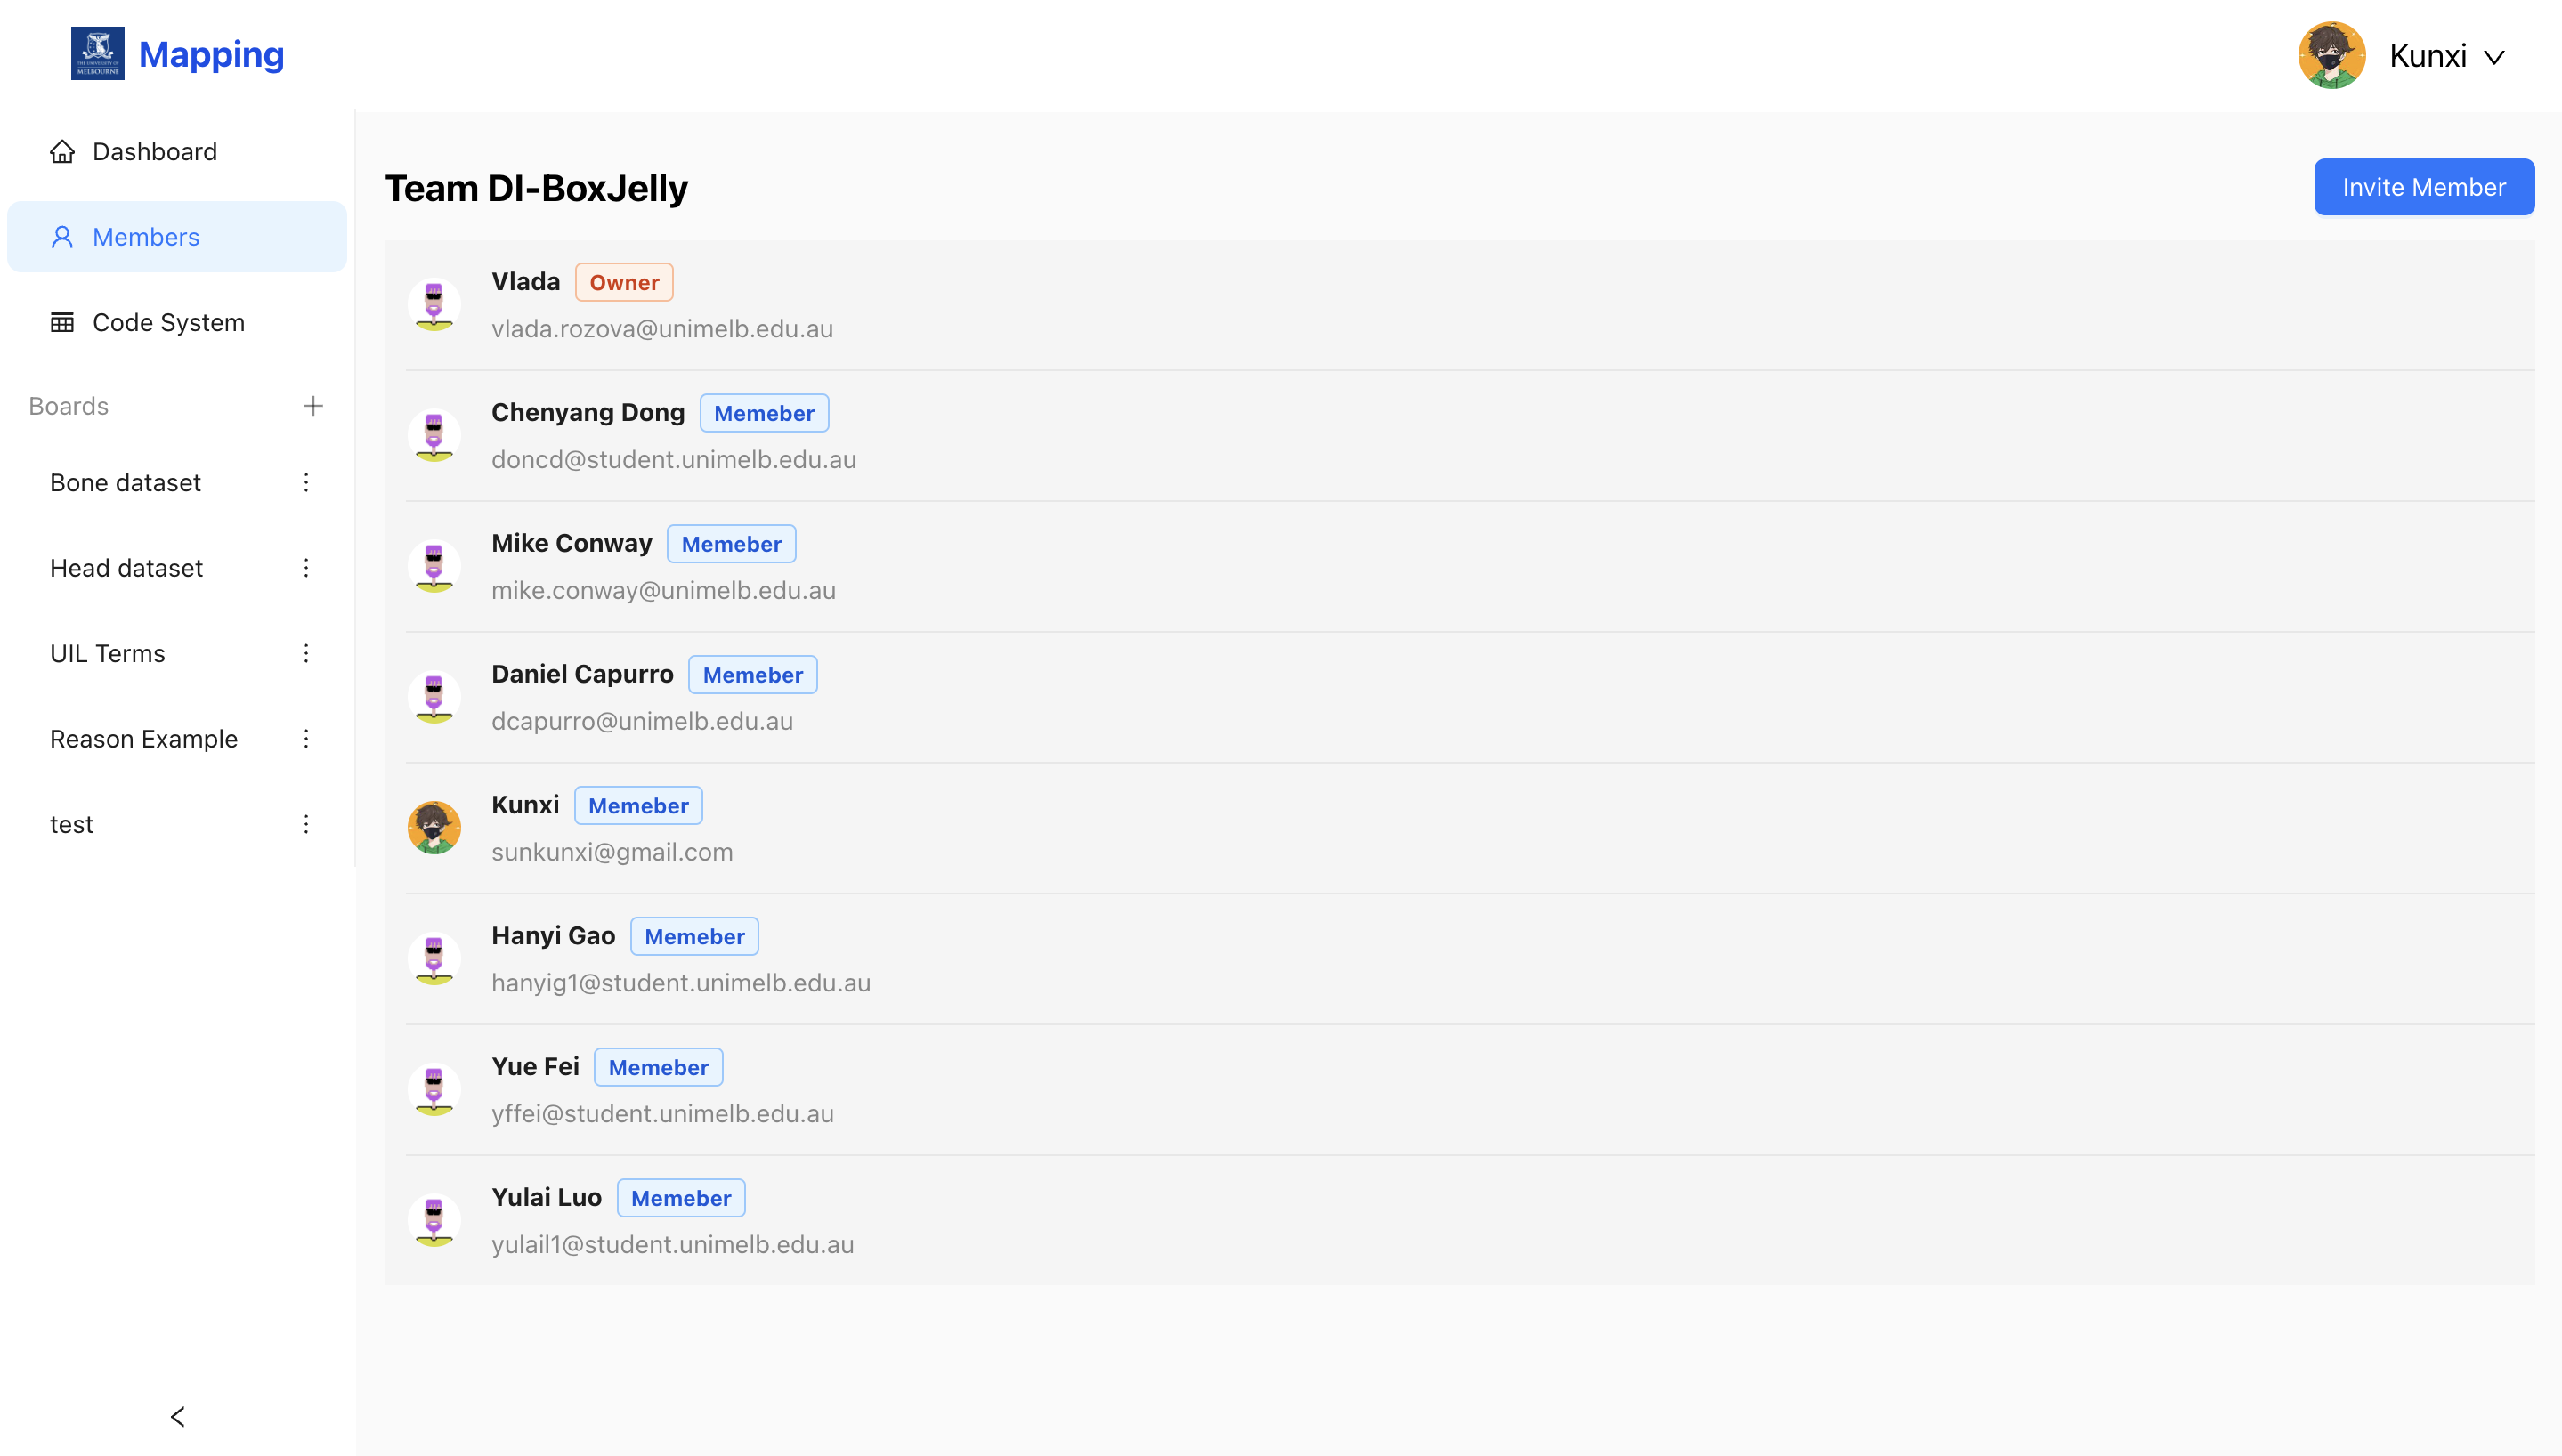 THE UNIVERSITY OF
MELBOURNE
Mapping
Kunxi
Dashboard
Members
Code System
Boards
Bone dataset
Head dataset
UIL Terms
Reason Example
test
Team DI-BoxJelly
Invite Member
Vlada Owner
vlada.rozova@unimelb.edu.au
Chenyang Dong Memeber
doncd@student.unimelb.edu.au
Mike Conway Memeber
mike.conway@unimelb.edu.au
Daniel Capurro Memeber
dcapurro@unimelb.edu.au
Kunxi Memeber
sunkunxi@gmail.com
Hanyi Gao Memeber
hanyig1@student.unimelb.edu.au
Yue Fei Memeber
yffei@student.unimelb.edu.au
Yulai Luo Memeber
yulail1@student.unimelb.edu.au